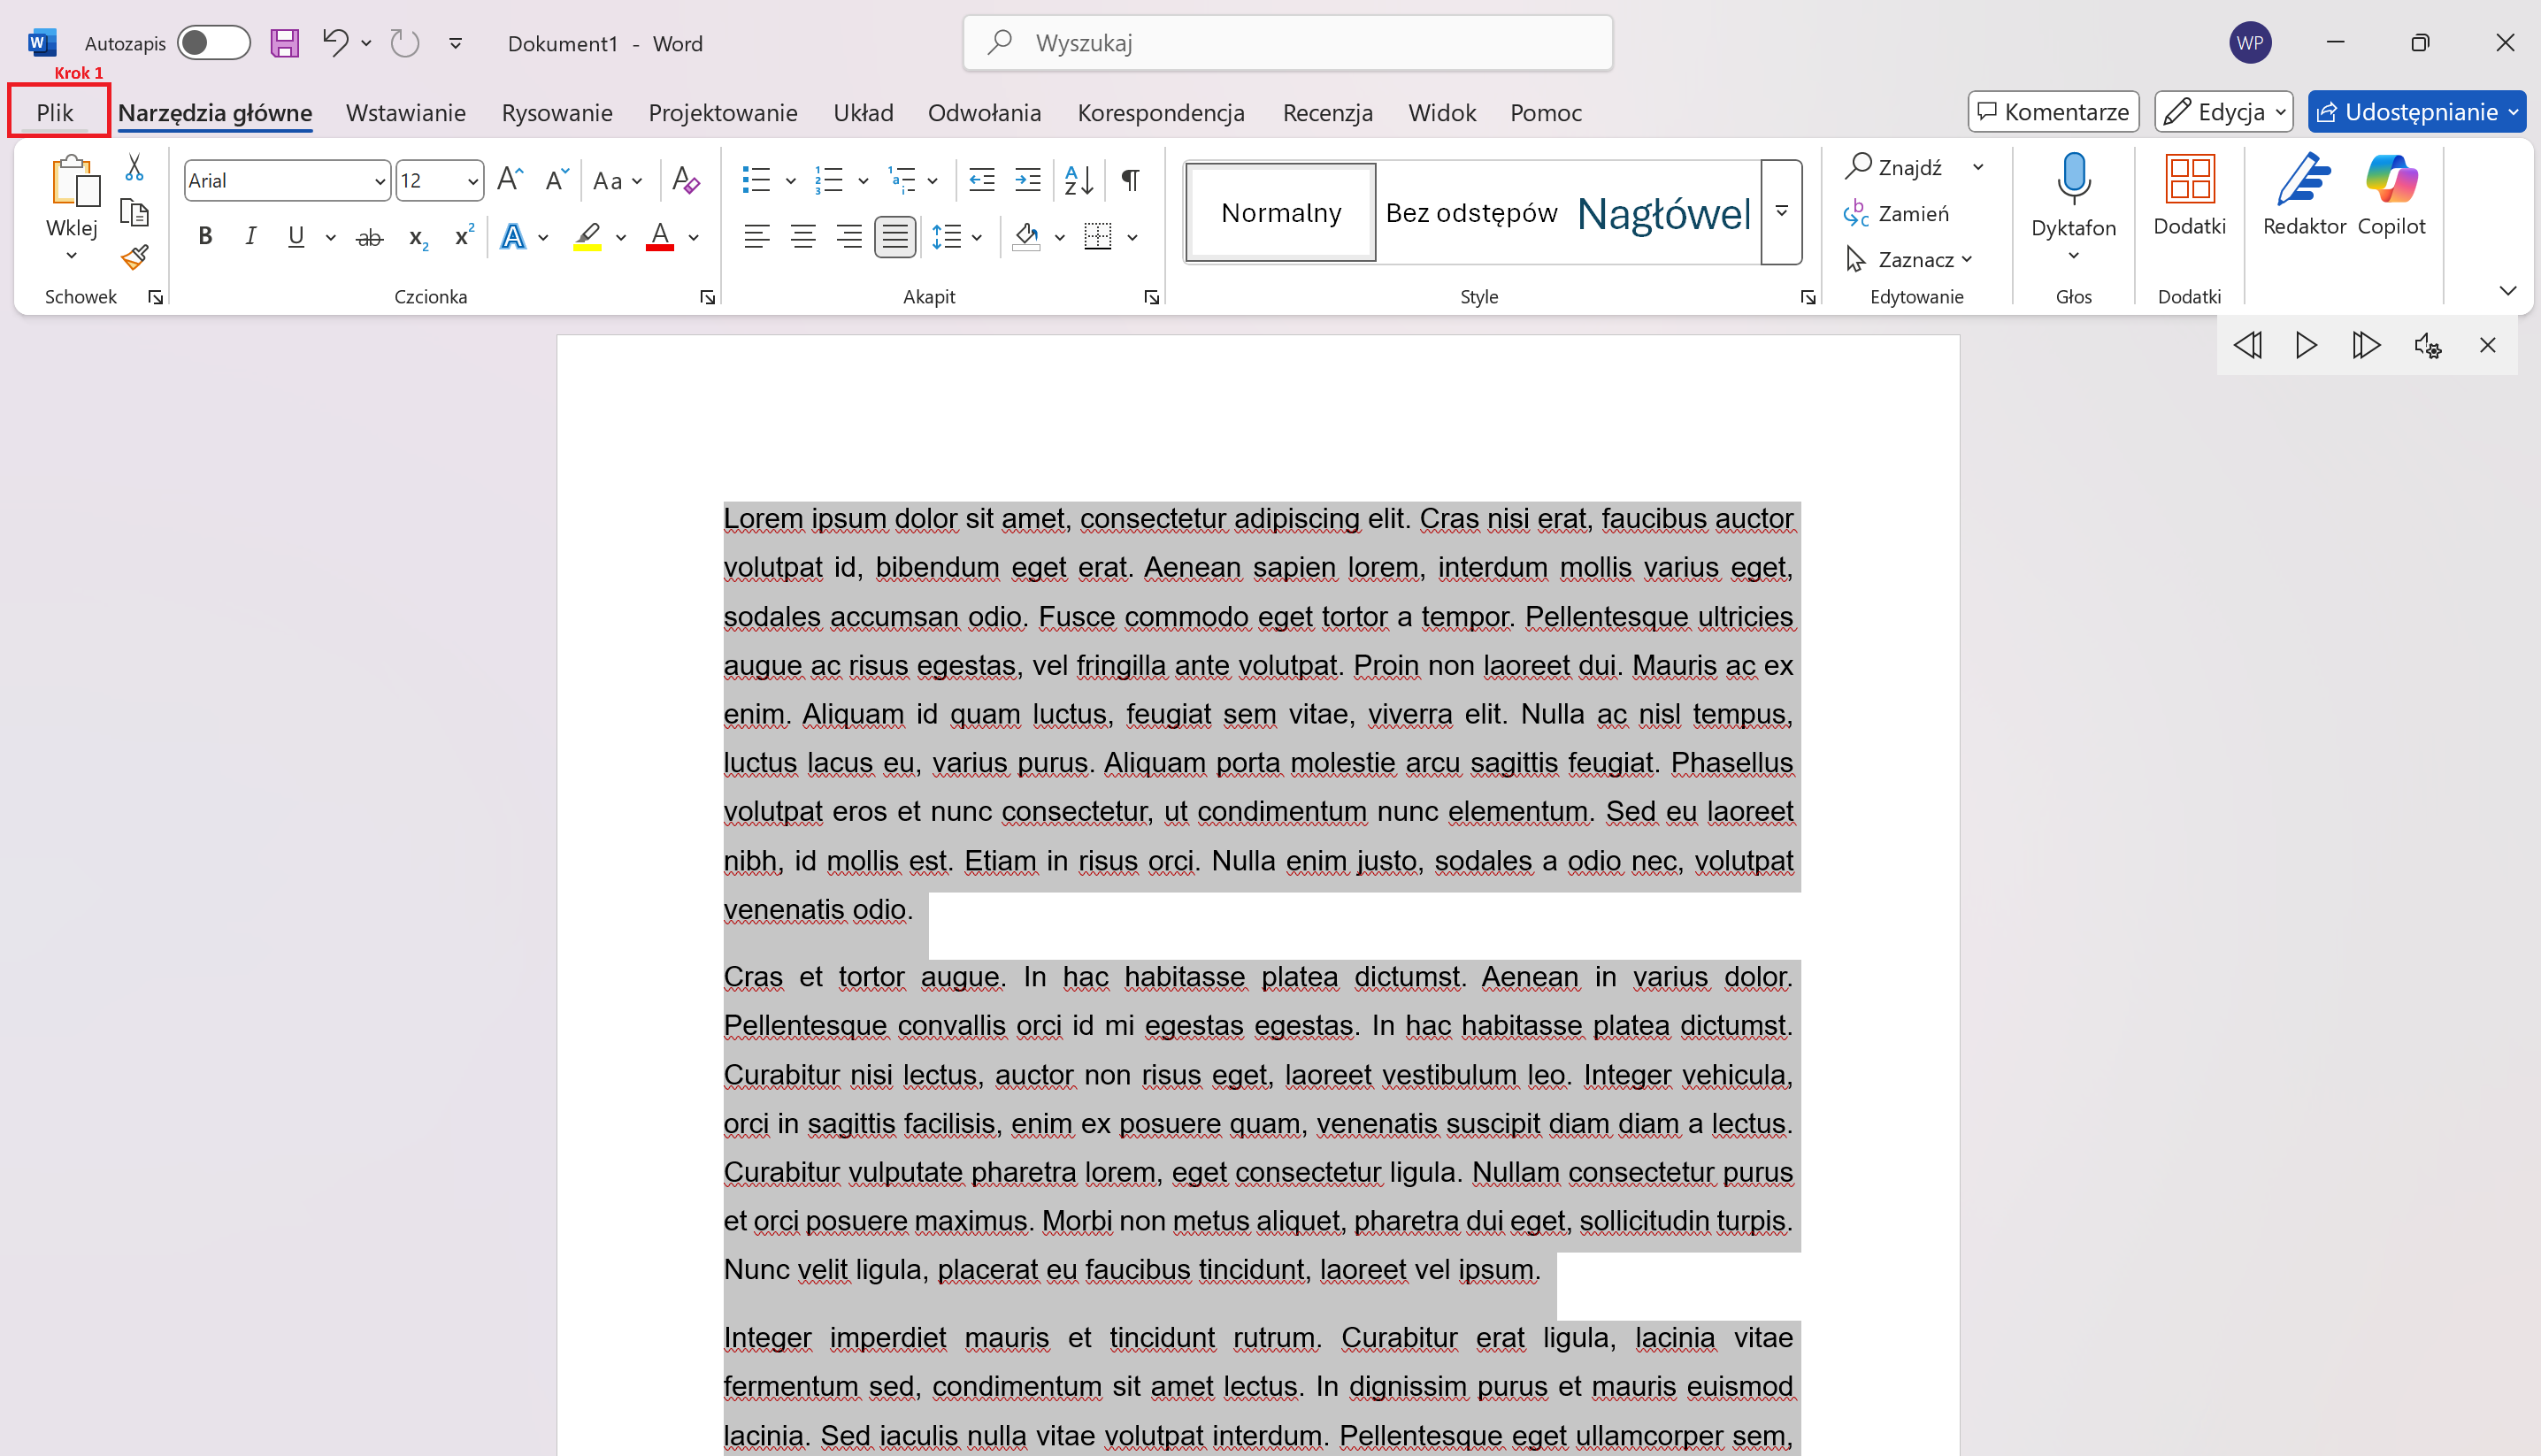 Autozapis
Dokument1 - Word
Wyszukaj
WP
Krok 1
Plik
Narzędzia główne
Wstawianie
Rysowanie
Projektowanie
Układ
Odwołania
Korespondencja
Recenzja
Widok
Pomoc
Komentarze
Edycja
Udostępnianie
Wklej
Arial
12
Normalny
Bez odstępów
Nagłówel
Znajdź
Zamień
Zaznacz
Dyktafon
Dodatki
Redaktor
Copilot
Schowek
Czcionka
Akapit
Style
Edytowanie
Głos
Dodatki
Lorem ipsum dolor sit amet, consectetur adipiscing elit. Cras nisi erat, faucibus auctor
volutpat id, bibendum eget erat. Aenean sapien lorem, interdum mollis varius eget,
sodales accumsan odio. Fusce commodo eget tortor a tempor. Pellentesque ultricies
augue ac risus egestas, vel fringilla ante volutpat. Proin non laoreet dui. Mauris ac ex
enim. Aliquam id quam luctus, feugiat sem vitae, viverra elit. Nulla ac nisl tempus,
luctus lacus eu, varius purus. Aliquam porta molestie arcu sagittis feugiat. Phasellus
volutpat eros et nunc consectetur, ut condimentum nunc elementum. Sed eu laoreet
nibh, id mollis est. Etiam in risus orci. Nulla enim justo, sodales a odio nec, volutpat
venenatis odio.
Cras et tortor augue. In hac habitasse platea dictumst. Aenean in varius dolor.
Pellentesque convallis orci id mi egestas egestas. In hac habitasse platea dictumst.
Curabitur nisi lectus, auctor non risus eget, laoreet vestibulum leo. Integer vehicula,
orci in sagittis facilisis, enim ex posuere quam, venenatis suscipit diam diam a lectus.
Curabitur vulputate pharetra lorem, eget consectetur ligula. Nullam consectetur purus
et orci posuere maximus. Morbi non metus aliquet, pharetra dui eget, sollicitudin turpis.
Nunc velit ligula, placerat eu faucibus tincidunt, laoreet vel ipsum.
Integer imperdiet mauris et tincidunt rutrum. Curabitur erat ligula, lacinia vitae
fermentum sed, condimentum sit amet lectus. In dignissim purus et mauris euismod
lacinia. Sed iaculis nulla vitae volutpat interdum. Pellentesque eget ullamcorper sem,